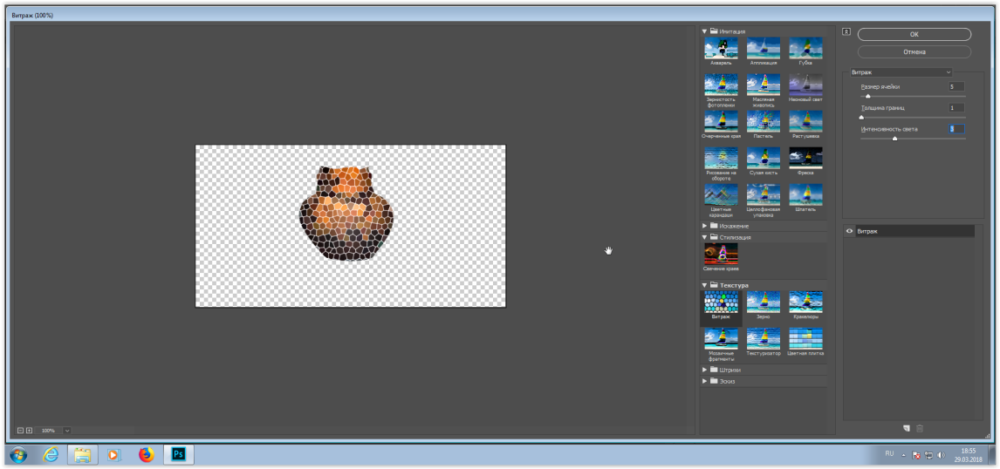 Витраж (100%)
Имитация
Акварель
Аппликация
Губка
Зернистость
фотопленки
Масляная
живопись
Неоновый свет
Очерченные края
Пастель
Растушевка
Рисование на
обороте
Сухая кисть
Фреска
Цветные
карандаши
Целлофановая
упаковка
Шпатель
Искажение
Стилизация
Свечение краев
Текстура
Витраж
Зерно
Кракелюры
Мозаичные
фрагменты
Текстуризатор
Цветная плитка
Штрихи
Эскиз
ОК
Отмена
Витраж
Размер ячейки 5
Толщина границ 1
Интенсивность света 3
Витраж
100%
Ps
RU
18:55
29.03.2018